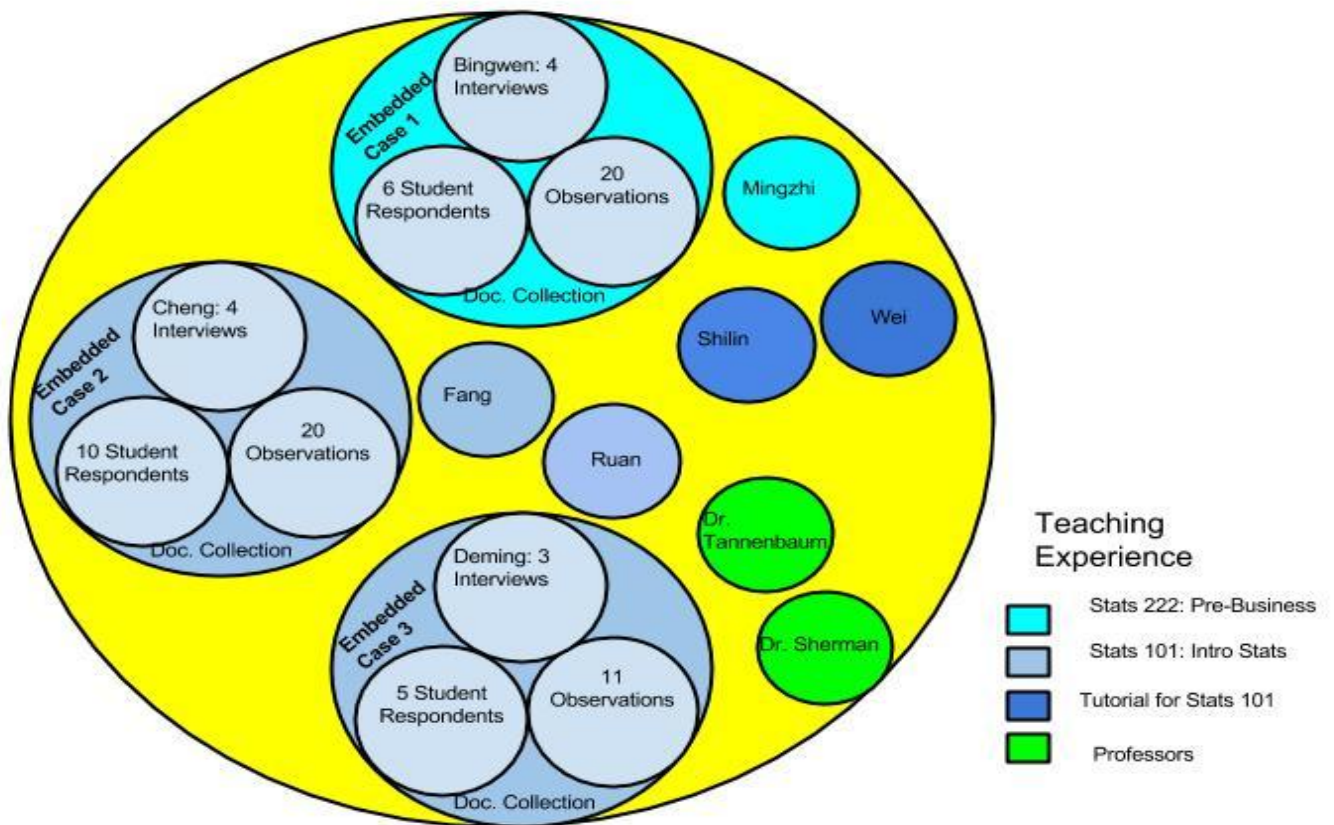 Embedded
Case 1
Bingwen: 4
Interviews
6 Student
Respondents
20
Observations
Doc. Collection
Mingzhi
Shilin
Wei
Embedded
Case 2
Cheng: 4
Interviews
10 Student
Respondents
20
Observations
Doc. Collection
Fang
Ruan
Embedded
Case 3
Deming: 3
Interviews
5 Student
Respondents
11
Observations
Doc. Collection
Dr.
Tannenbaum
Dr. Sherman
Teaching
Experience
Stats 222: Pre-Business
Stats 101: Intro Stats
Tutorial for Stats 101
Professors